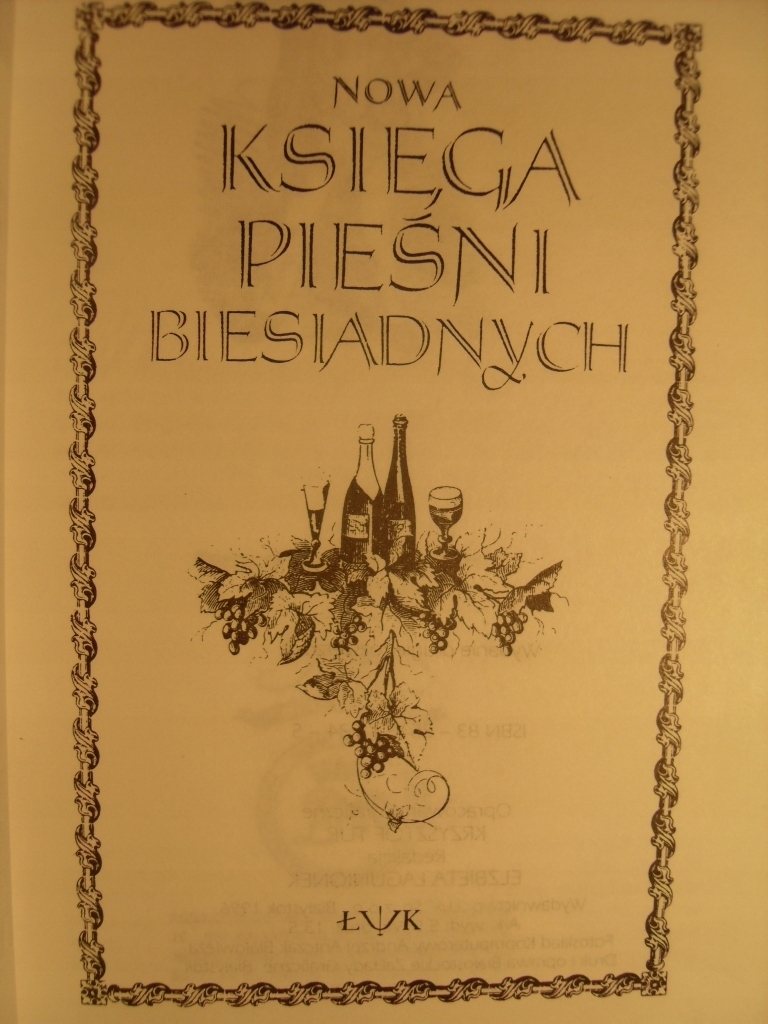 NOWA
KSIĘGA
PIEŚNI
BIESIADNYCH
ŁUK